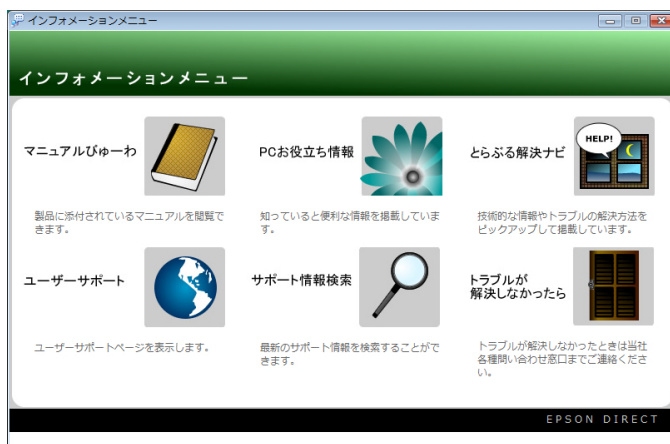 インフォメーションメニュー
インフォメーションメニュー
マニュアルびゅーわ
製品に添付されているマニュアルを閲覧で
きます。
PCお役立ち情報
知っていると便利な情報を掲載していま
す。
とらぶる解決ナビ
HELP!
技術的な情報やトラブルの解決方法を
ピックアップして掲載しています。
ユーザーサポート
ユーザーサポートページを表示します。
サポート情報検索
最新のサポート情報を検索することがで
きます。
トラブルが
解決しなかったら
トラブルが解決しなかったときは当社
各種問い合わせ窓口までご連絡くださ
い。
EPSON DIRECT